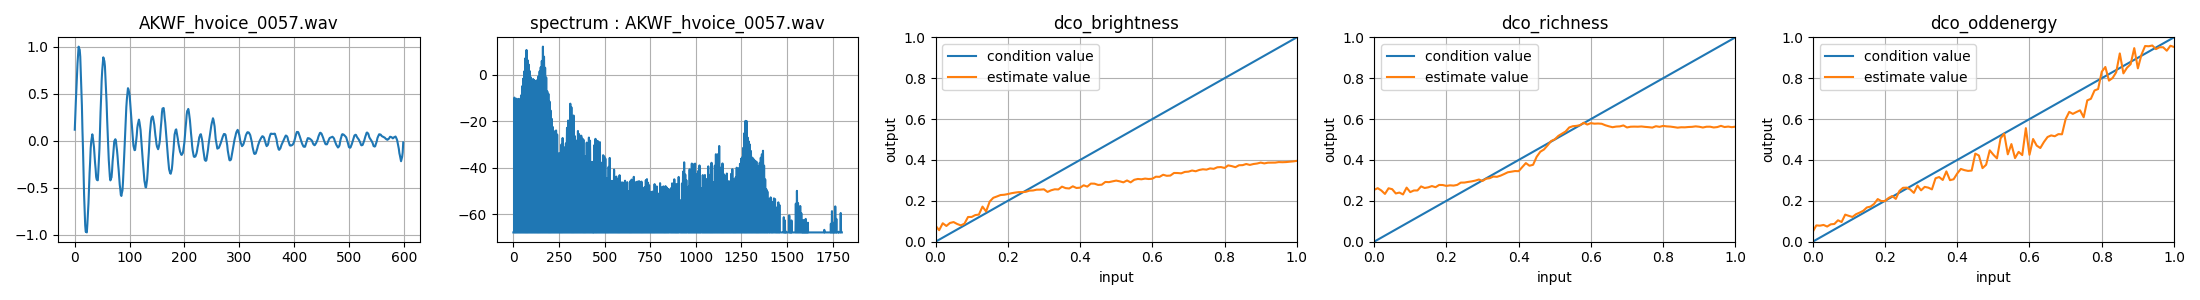 AKWF_hvoice_0057.wav
1.0
0.5
0.0
−0.5
−1.0
0 100 200 300 400 500 600
spectrum : AKWF_hvoice_0057.wav
0
−20
−40
−60
0 250 500 750 1000 1250 1500 1750
dco_brightness
condition value
estimate value
output
1.0
0.8
0.6
0.4
0.2
0.0
0.0 0.2 0.4 0.6 0.8 1.0
input
dco_richness
condition value
estimate value
output
1.0
0.8
0.6
0.4
0.2
0.0
0.0 0.2 0.4 0.6 0.8 1.0
input
dco_oddenergy
condition value
estimate value
output
1.0
0.8
0.6
0.4
0.2
0.0
0.0 0.2 0.4 0.6 0.8 1.0
input